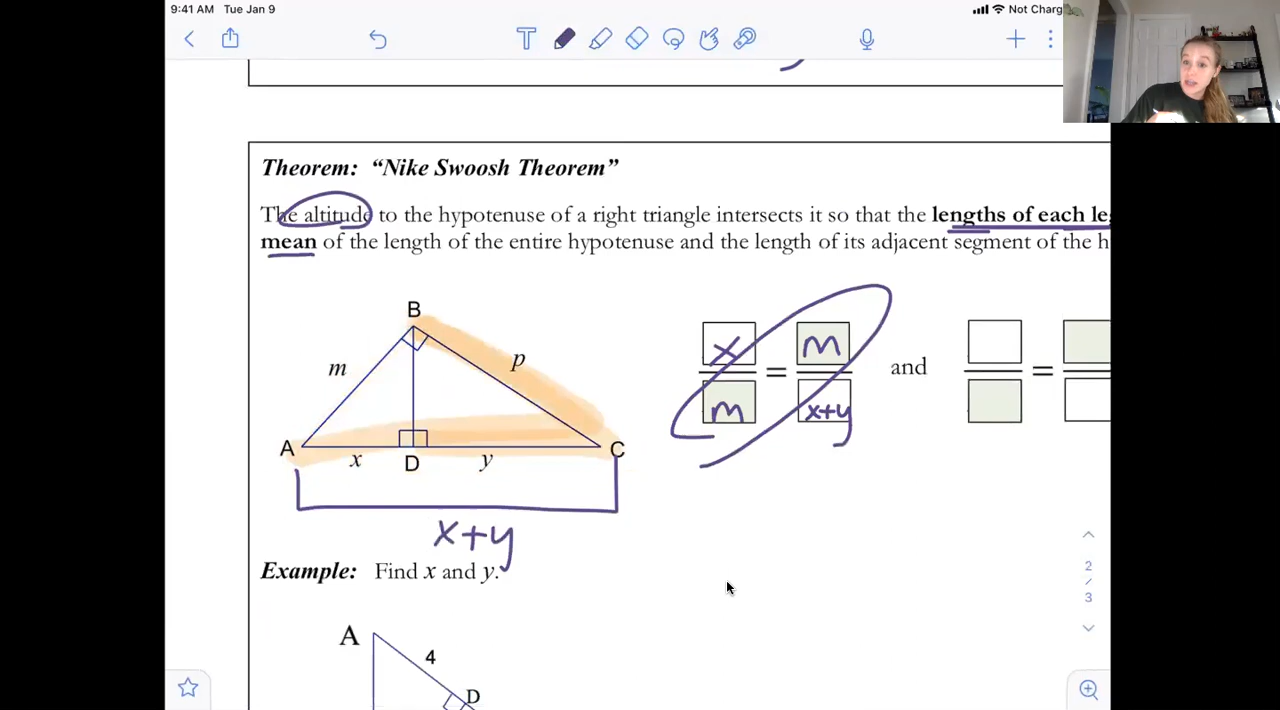 9:41 AM Tue Jan 9
Not Charg
T
Theorem: “Nike Swoosh Theorem”
The altitude to the hypotenuse of a right triangle intersects it so that the lengths of each le
mean of the length of the entire hypotenuse and the length of its adjacent segment of the h
B
m
p
x
m
=
m
x+y
and
=
A
x
D
y
C
x+y
2
/
3
Example: Find x and y.
A
4
D